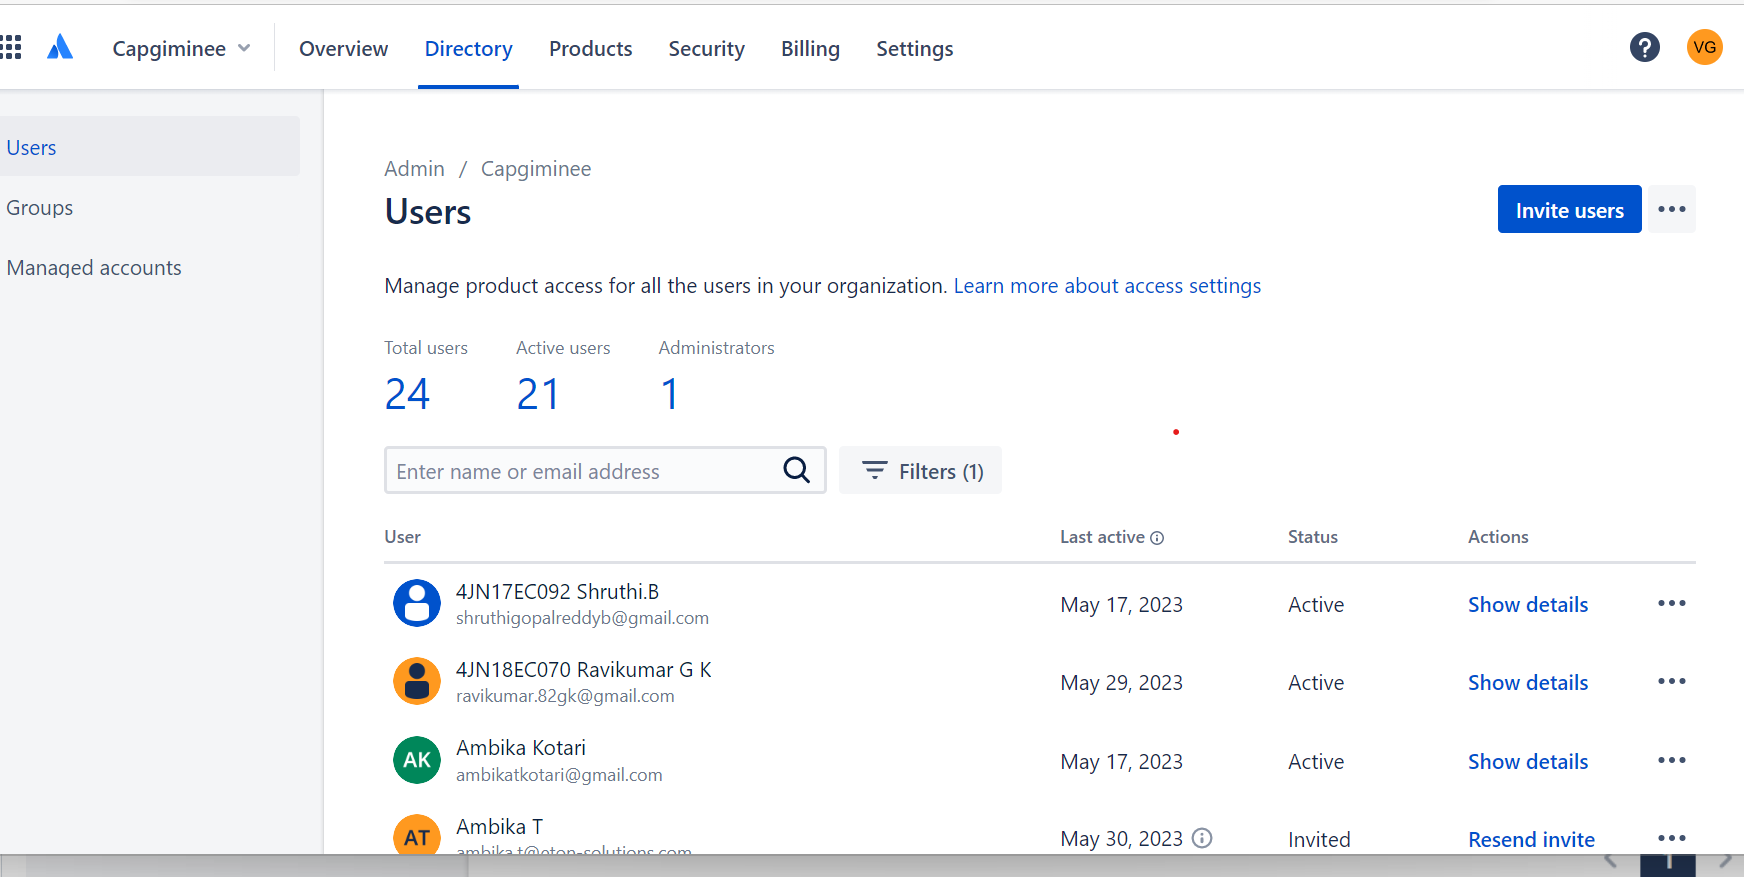 Capgiminee
Overview
Directory
Products
Security
Billing
Settings
?
VG
Users
Groups
Managed accounts
Admin / Capgiminee
Users
Invite users
Manage product access for all the users in your organization. Learn more about access settings
Total users
Active users
Administrators
24
21
1
Enter name or email address
Filters (1)
User
Last active
Status
Actions
4JN17EC092 Shruthi.B
shruthigopalreddyb@gmail.com
May 17, 2023
Active
Show details
4JN18EC070 Ravikumar G K
ravikumar.82gk@gmail.com
May 29, 2023
Active
Show details
AK
Ambika Kotari
ambikatkotari@gmail.com
May 17, 2023
Active
Show details
AT
Ambika T
ambika.t@eton-solutions.com
May 30, 2023
Invited
Resend invite